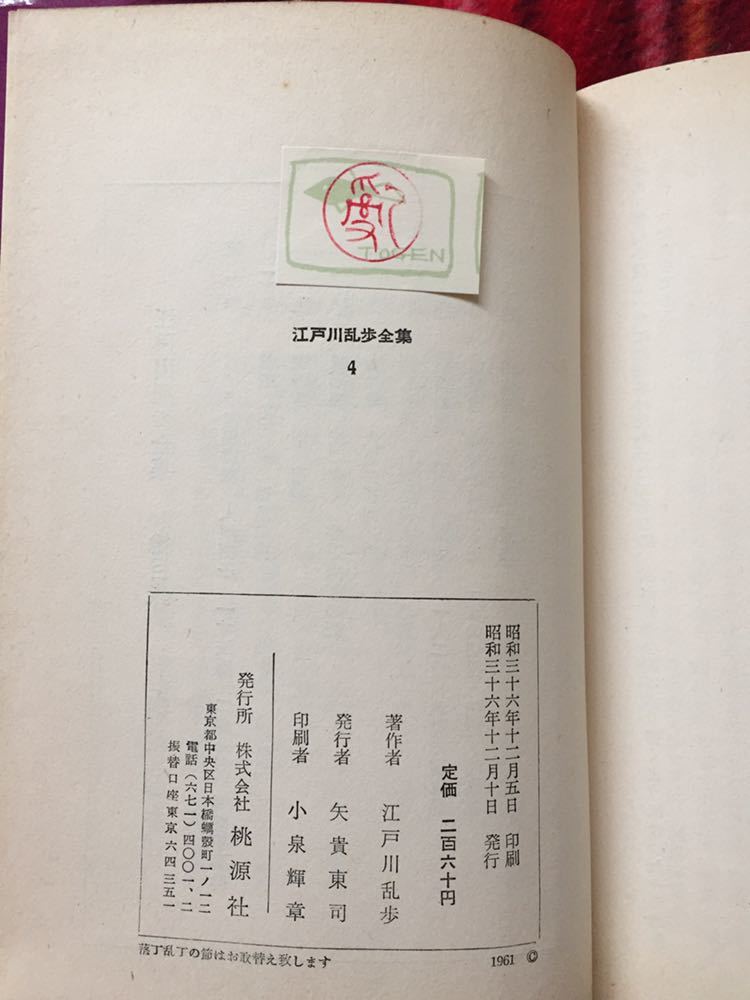 TOGEN
江戸川乱歩全集
4
昭和三十六年十二月五日 印刷
昭和三十六年十二月十日 発行
定価 二百六十円
著作者 江戸川乱歩
発行者 矢貴東司
印刷者 小泉輝章
発行所 株式会社 桃源社
東京都中央区日本橋蠣殻町一ノ一二
電話(六七一)四〇〇一、二
振替口座東京六四三五一
落丁乱丁の節はお取替え致します
1961 ©